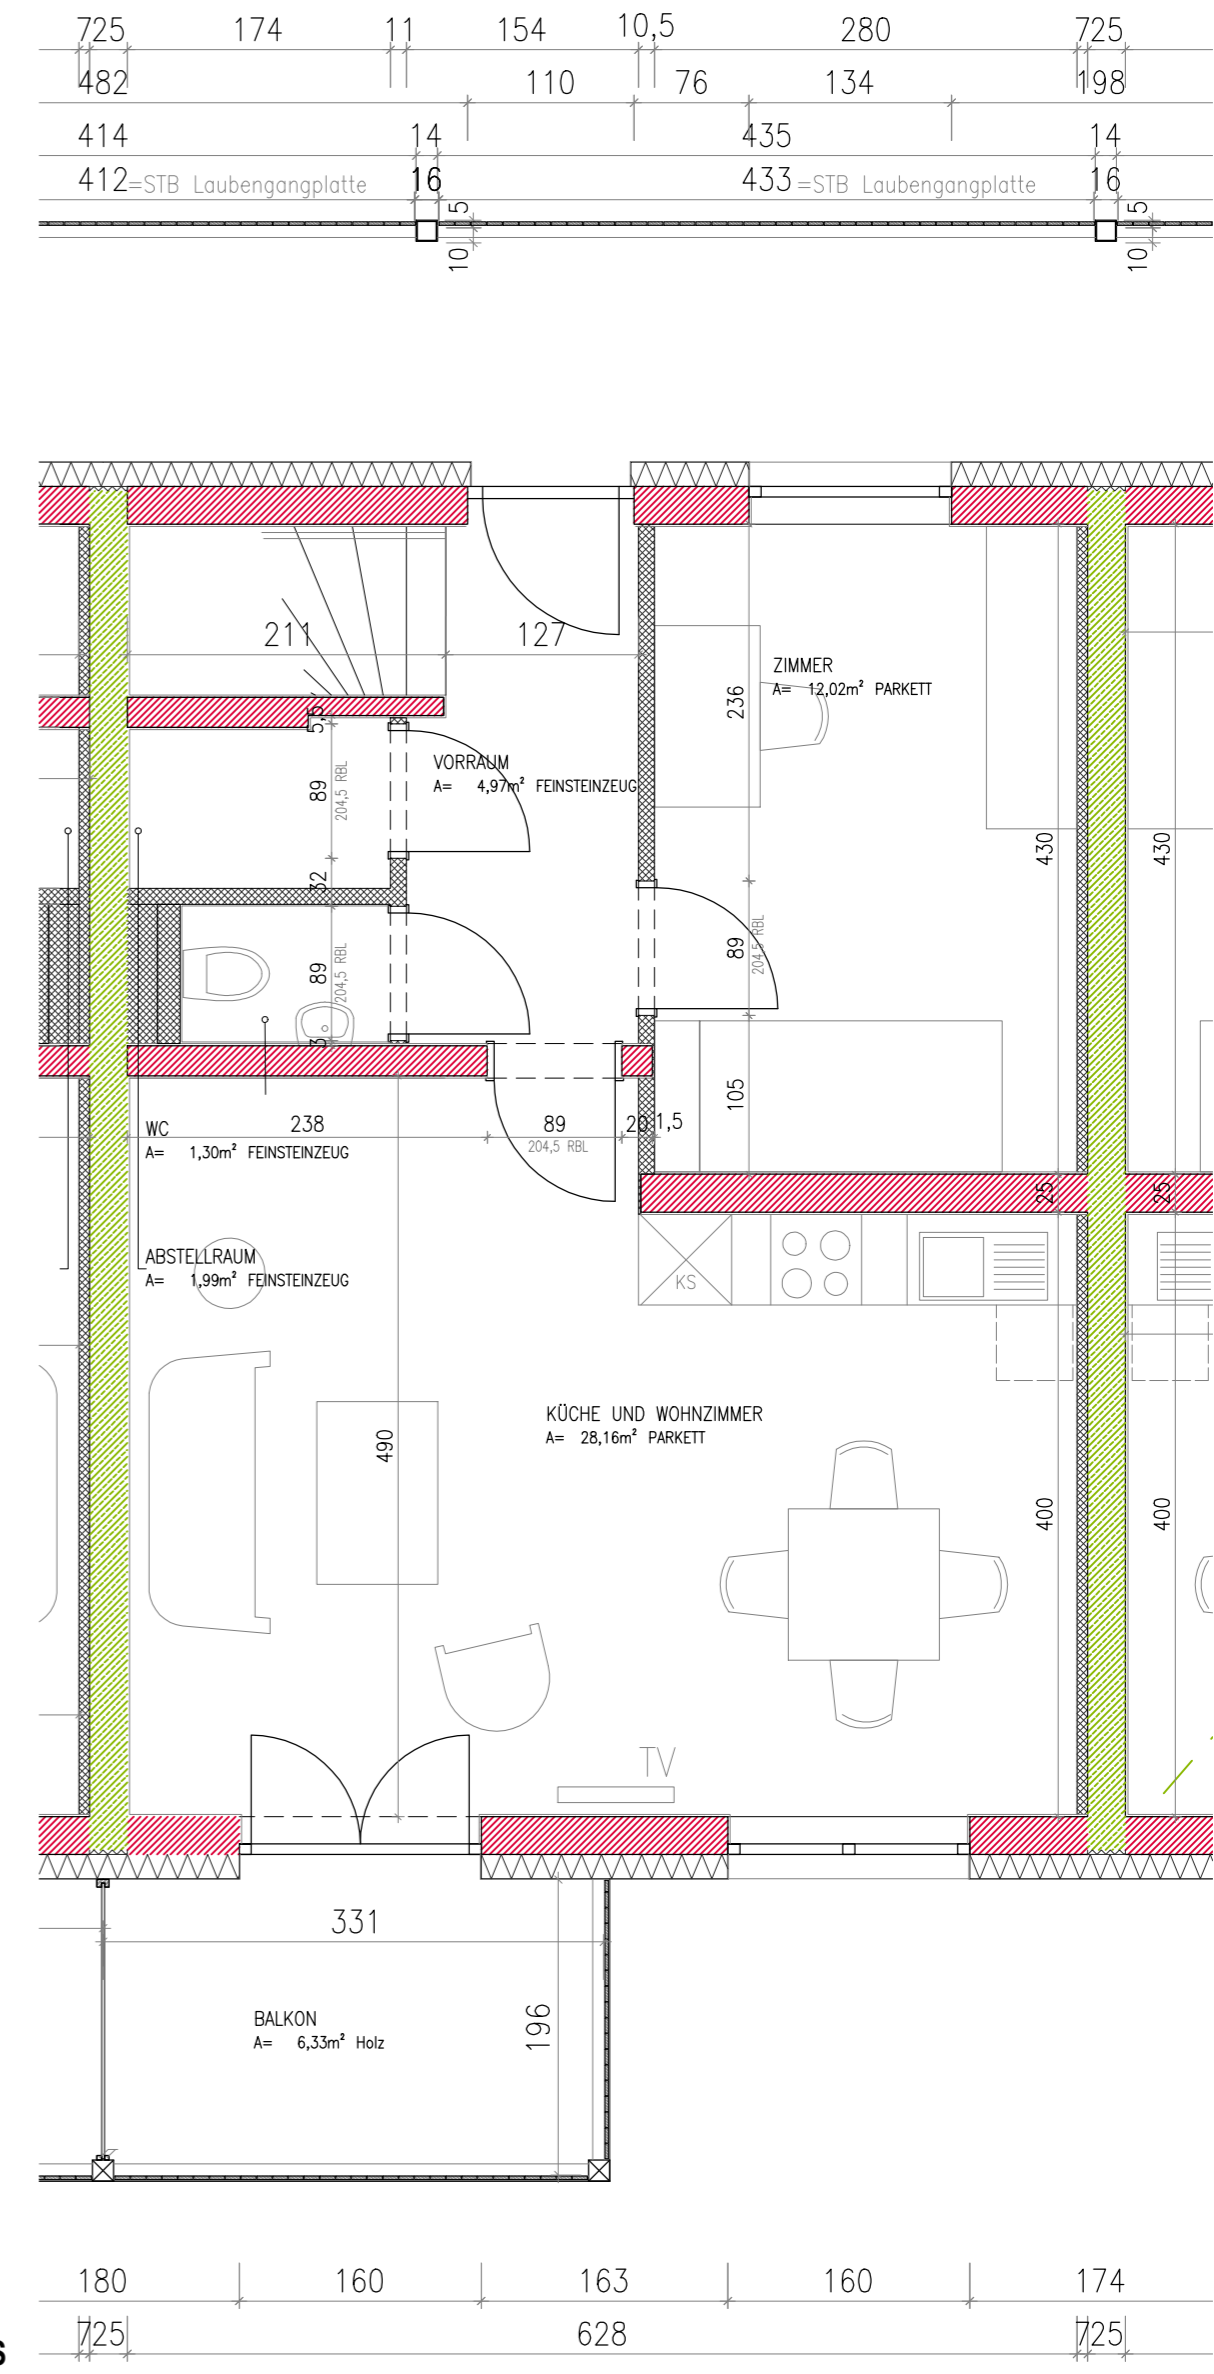 725 174 11 154 10,5 280 725
482 110 76 134 198
414 14 435 14
412 =STB Laubengangplatte 16 433 =STB Laubengangplatte 16
5 5
10 10
211 127
ZIMMER
A= 12,02m² PARKETT
236
5,5
VORRAUM
A= 4,97m² FEINSTEINZEUG
89
204,5 RBL
430 430
32
89
204,5 RBL
89
204,5 RBL
3
105
WC
A= 1,30m² FEINSTEINZEUG
238 89 20 1,5
204,5 RBL
25 25
ABSTELLRAUM
A= 1,99m² FEINSTEINZEUG
KS
KÜCHE UND WOHNZIMMER
A= 28,16m² PARKETT
490
400 400
TV
331
196
BALKON
A= 6,33m² Holz
180 160 163 160 174
725 628 725
s